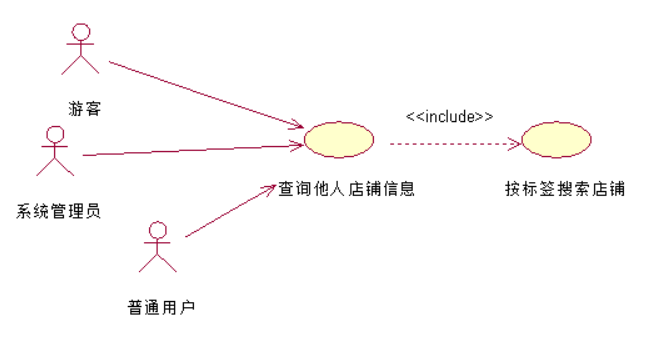 游客
<<include>>
系统管理员
查询他人店铺信息
按标签搜索店铺
普通用户